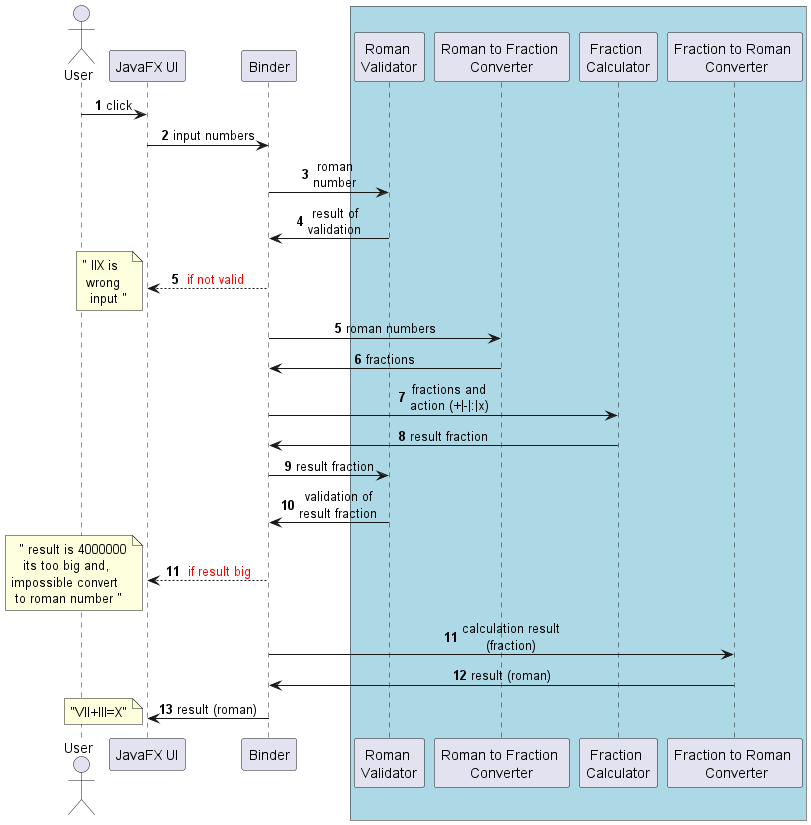 User
JavaFX UI
Binder
Roman
Validator
Roman to Fraction
Converter
Fraction
Calculator
Fraction to Roman
Converter
1 click
2 input numbers
3 roman
number
4 result of
validation
" IIX is
wrong
input "
5 if not valid
5 roman numbers
6 fractions
7 fractions and
action (+|-|:|x)
8 result fraction
9 result fraction
10 validation of
result fraction
" result is 4000000
its too big and,
impossible convert
to roman number "
11 if result big
11 calculation result
(fraction)
12 result (roman)
"VII+III=X"
13 result (roman)
User
JavaFX UI
Binder
Roman
Validator
Roman to Fraction
Converter
Fraction
Calculator
Fraction to Roman
Converter